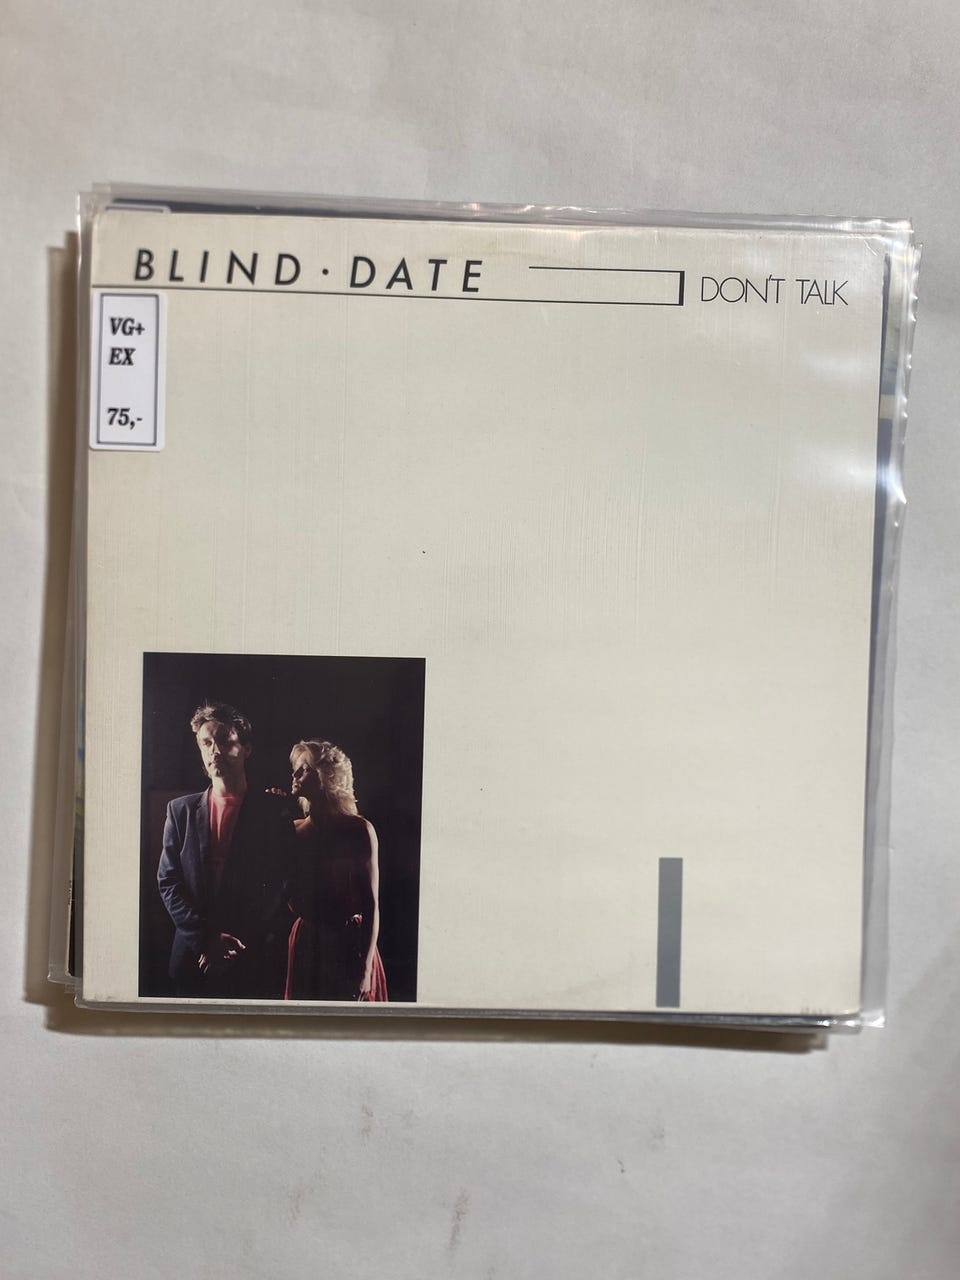 BLIND · DATE
DON'T TALK
VG+
EX
75,-